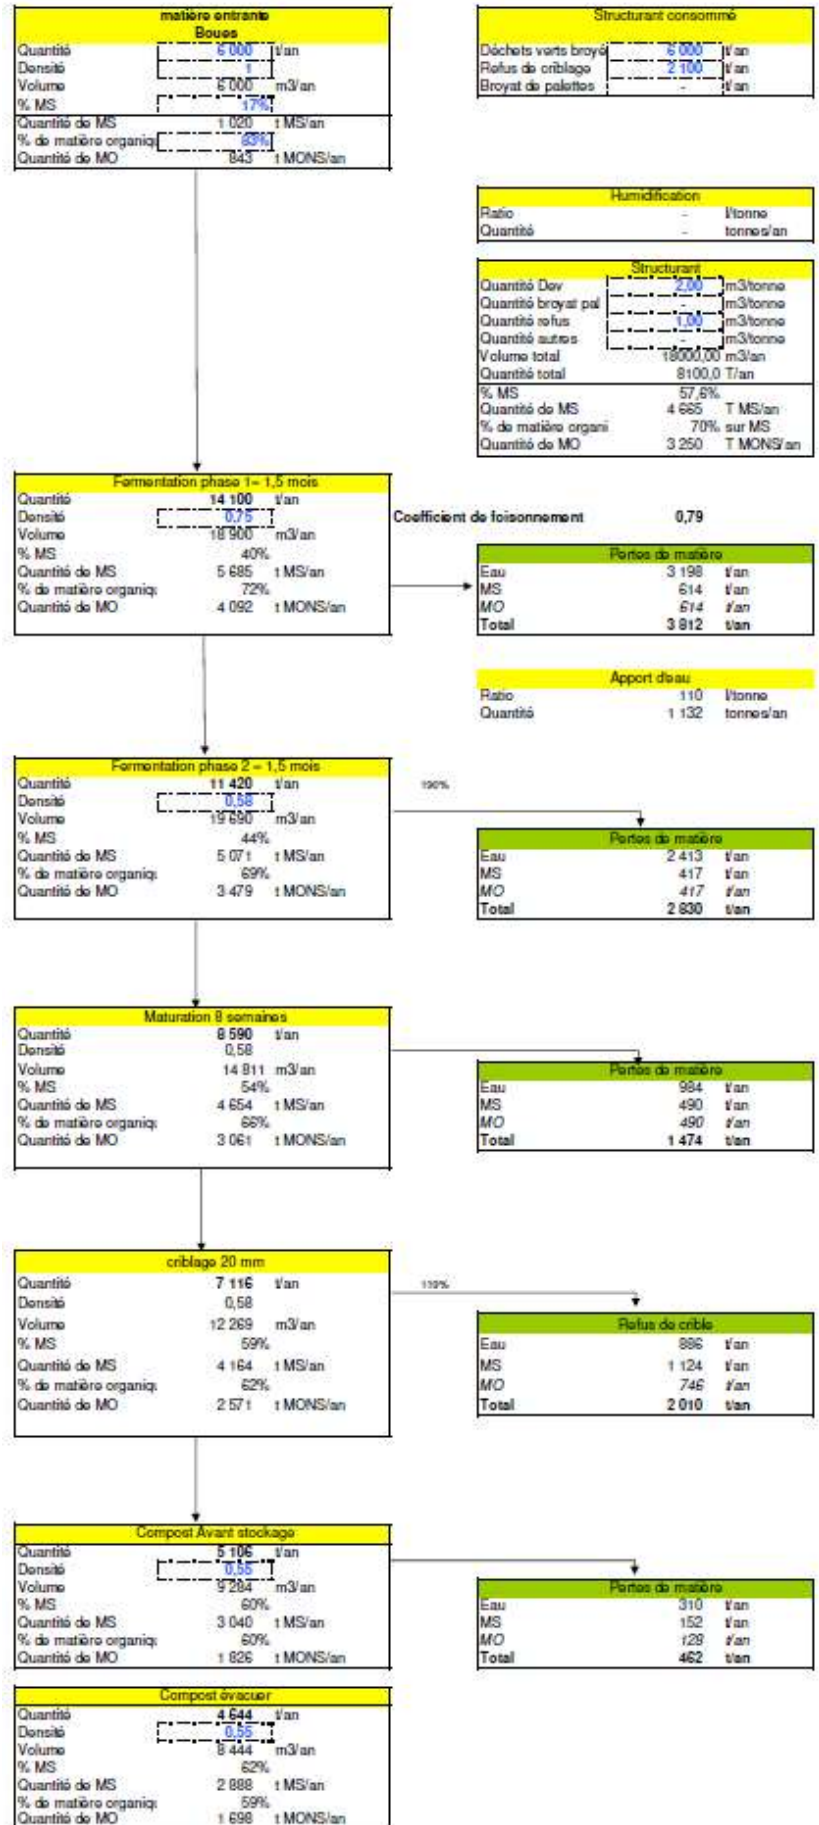 matière entrante
Boues
Quantité 6 000 t/an
Densité 1
Volume 6 000 m3/an
% MS 17%
Quantité de MS 1 020 t MS/an
% de matière organiqu 83%
Quantité de MO 843 t MONS/an
Structurant consommé
Déchets verts broyé 6 000 t/an
Refus de criblage 2 100 t/an
Broyat de palettes - t/an
Humidification
Ratio - l/tonne
Quantité - tonnes/an
Structurant
Quantité Dev 2,00 m3/tonne
Quantité broyat pal - m3/tonne
Quantité refus 1,00 m3/tonne
Quantité autres - m3/tonne
Volume total 18000,00 m3/an
Quantité total 8100,0 T/an
% MS 57,6%
Quantité de MS 4 665 T MS/an
% de matière organi 70% sur MS
Quantité de MO 3 250 T MONS/an
Fermentation phase 1– 1,5 mois
Quantité 14 100 t/an
Densité 0,75
Volume 18 900 m3/an
% MS 40%
Quantité de MS 5 685 t MS/an
% de matière organiqu 72%
Quantité de MO 4 092 t MONS/an
Coefficient de foisonnement 0,79
Pertes de matière
Eau 3 198 t/an
MS 614 t/an
MO 614 t/an
Total 3 812 t/an
Apport d'eau
Ratio 110 l/tonne
Quantité 1 132 tonnes/an
Fermentation phase 2 – 1,5 mois
Quantité 11 420 t/an
Densité 0,58
Volume 19 690 m3/an
% MS 44%
Quantité de MS 5 071 t MS/an
% de matière organiqu 69%
Quantité de MO 3 479 t MONS/an
190%
Pertes de matière
Eau 2 413 t/an
MS 417 t/an
MO 417 t/an
Total 2 830 t/an
Maturation 8 semaines
Quantité 8 590 t/an
Densité 0,58
Volume 14 811 m3/an
% MS 54%
Quantité de MS 4 654 t MS/an
% de matière organiqu 66%
Quantité de MO 3 061 t MONS/an
Pertes de matière
Eau 984 t/an
MS 490 t/an
MO 490 t/an
Total 1 474 t/an
criblage 20 mm
Quantité 7 116 t/an
Densité 0,58
Volume 12 269 m3/an
% MS 59%
Quantité de MS 4 164 t MS/an
% de matière organiqu 62%
Quantité de MO 2 571 t MONS/an
110%
Refus de crible
Eau 886 t/an
MS 1 124 t/an
MO 746 t/an
Total 2 010 t/an
Compost Avant stockage
Quantité 5 106 t/an
Densité 0,55
Volume 9 284 m3/an
% MS 60%
Quantité de MS 3 040 t MS/an
% de matière organiqu 60%
Quantité de MO 1 826 t MONS/an
Pertes de matière
Eau 310 t/an
MS 152 t/an
MO 128 t/an
Total 462 t/an
Compost évacuer
Quantité 4 644 t/an
Densité 0,55
Volume 8 444 m3/an
% MS 62%
Quantité de MS 2 888 t MS/an
% de matière organiqu 59%
Quantité de MO 1 698 t MONS/an